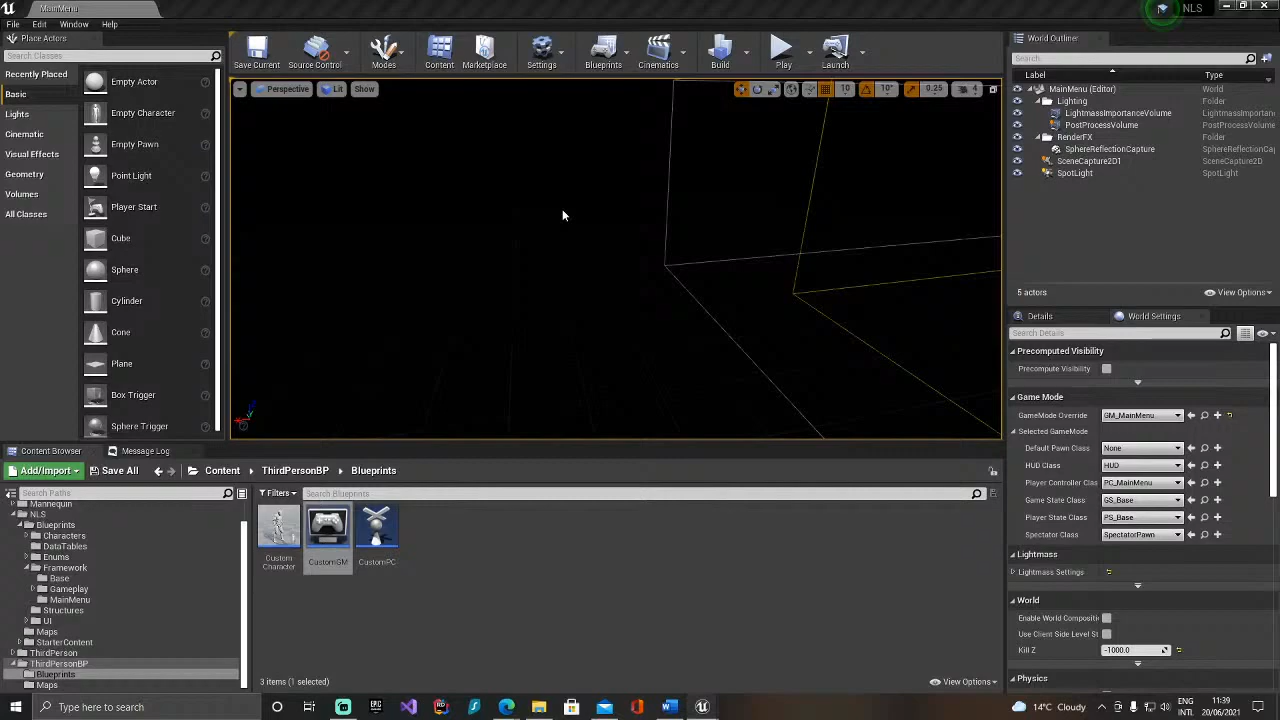 MainMenu
NLS
File
Edit
Window
Help
Place Actors
Search Classes
Recently Placed
Basic
Lights
Cinematic
Visual Effects
Geometry
Volumes
All Classes
Empty Actor
Empty Character
Empty Pawn
Point Light
Player Start
Cube
Sphere
Cylinder
Cone
Plane
Box Trigger
Sphere Trigger
Save Current
Source Control
Modes
Content
Marketplace
Settings
Blueprints
Cinematics
Build
Play
Launch
Perspective
Lit
Show
10
10°
0.25
4
World Outliner
Search...
Label
Type
MainMenu (Editor)
World
Lighting
Folder
LightmassImportanceVolume
LightmassImportanc
PostProcessVolume
PostProcessVolume
RenderFX
Folder
SphereReflectionCapture
SphereReflectionCap
SceneCapture2D1
SceneCapture2D
SpotLight
SpotLight
5 actors
View Options
Details
World Settings
Search Details
Precomputed Visibility
Precompute Visibility
Game Mode
GameMode Override
GM_MainMenu
Selected GameMode
Default Pawn Class
None
HUD Class
HUD
Player Controller Clas
PC_MainMenu
Game State Class
GS_Base
Player State Class
PS_Base
Spectator Class
SpectatorPawn
Lightmass
Lightmass Settings
World
Enable World Compositi
Use Client Side Level St
Kill Z
-1000.0
Physics
Content Browser
Message Log
Add/Import
Save All
Content
ThirdPersonBP
Blueprints
Search Paths
Filters
Search Blueprints
Mannequin
NLS
Blueprints
Characters
DataTables
Enums
Framework
Base
Gameplay
MainMenu
Structures
UI
Maps
StarterContent
ThirdPerson
ThirdPersonBP
Blueprints
Maps
Custom
Character
CustomGM
CustomPC
3 items (1 selected)
View Options
Type here to search
14°C Cloudy
ENG
INTL
11:39
20/06/2021